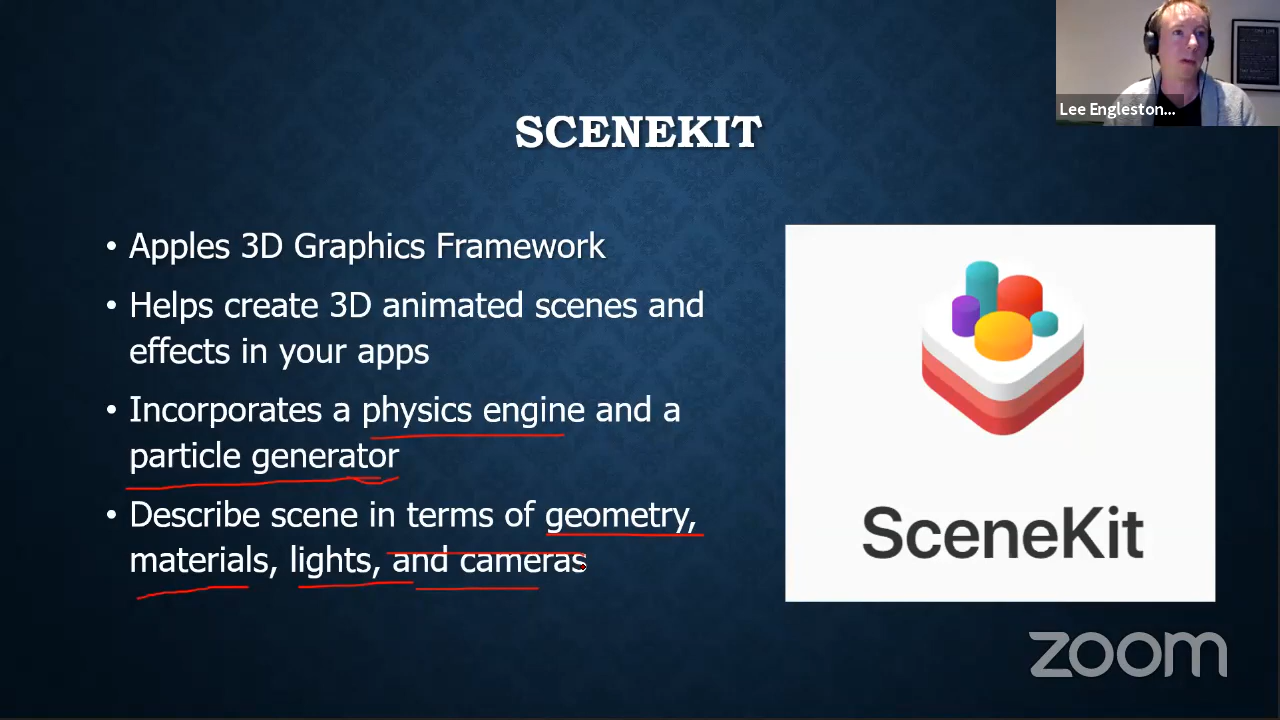 Lee Engleston...
SCENEKIT
• Apples 3D Graphics Framework
• Helps create 3D animated scenes and
effects in your apps
• Incorporates a physics engine and a
particle generator
• Describe scene in terms of geometry,
materials, lights, and cameras
SceneKit
zoom